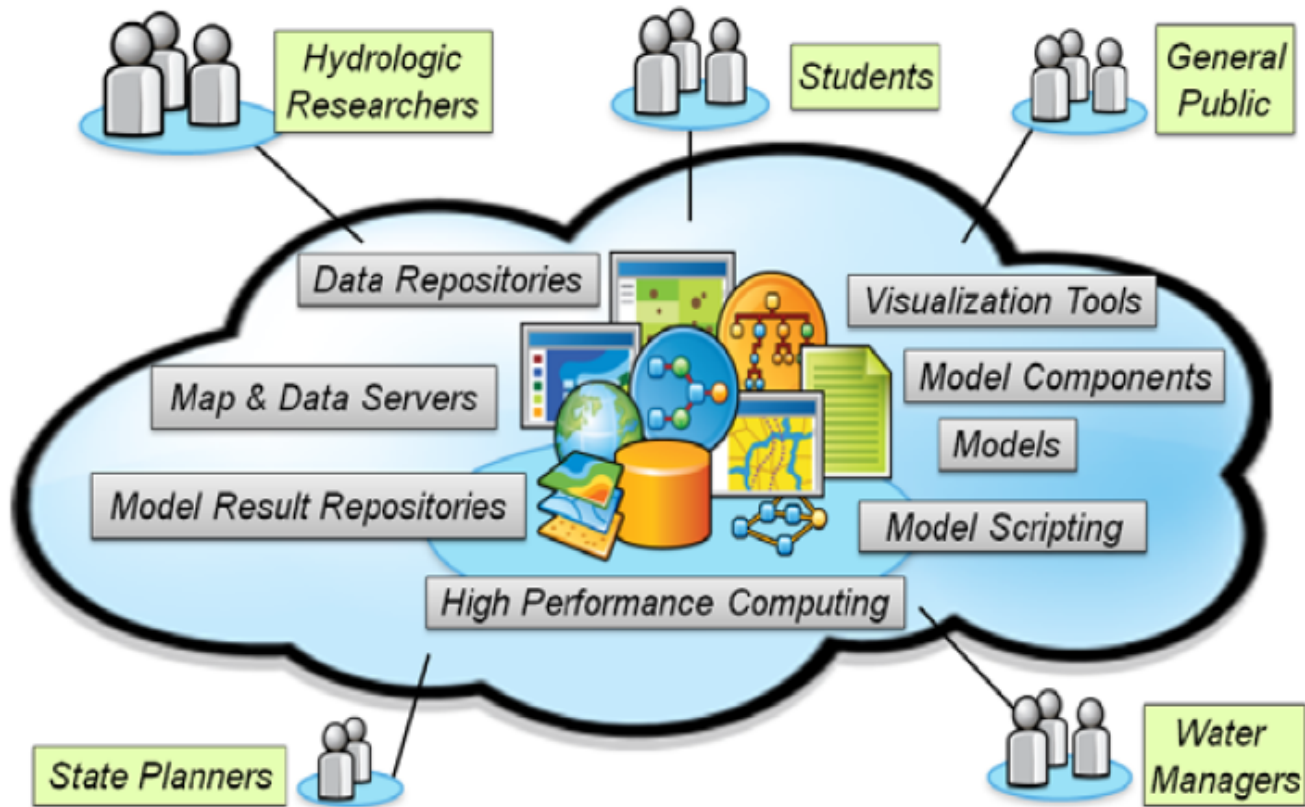 Hydrologic
Researchers
Students
General
Public
Data Repositories
Visualization Tools
Map & Data Servers
Model Components
Models
Model Result Repositories
Model Scripting
High Performance Computing
State Planners
Water
Managers